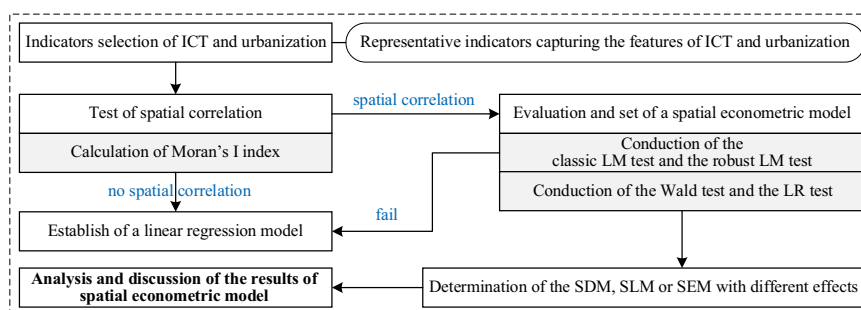 Indicators selection of ICT and urbanization
Representative indicators capturing the features of ICT and urbanization
Test of spatial correlation
spatial correlation
Evaluation and set of a spatial econometric model
Calculation of Moran's I index
Conduction of the
classic LM test and the robust LM test
no spatial correlation
Conduction of the Wald test and the LR test
fail
Establish of a linear regression model
Analysis and discussion of the results of
spatial econometric model
Determination of the SDM, SLM or SEM with different effects